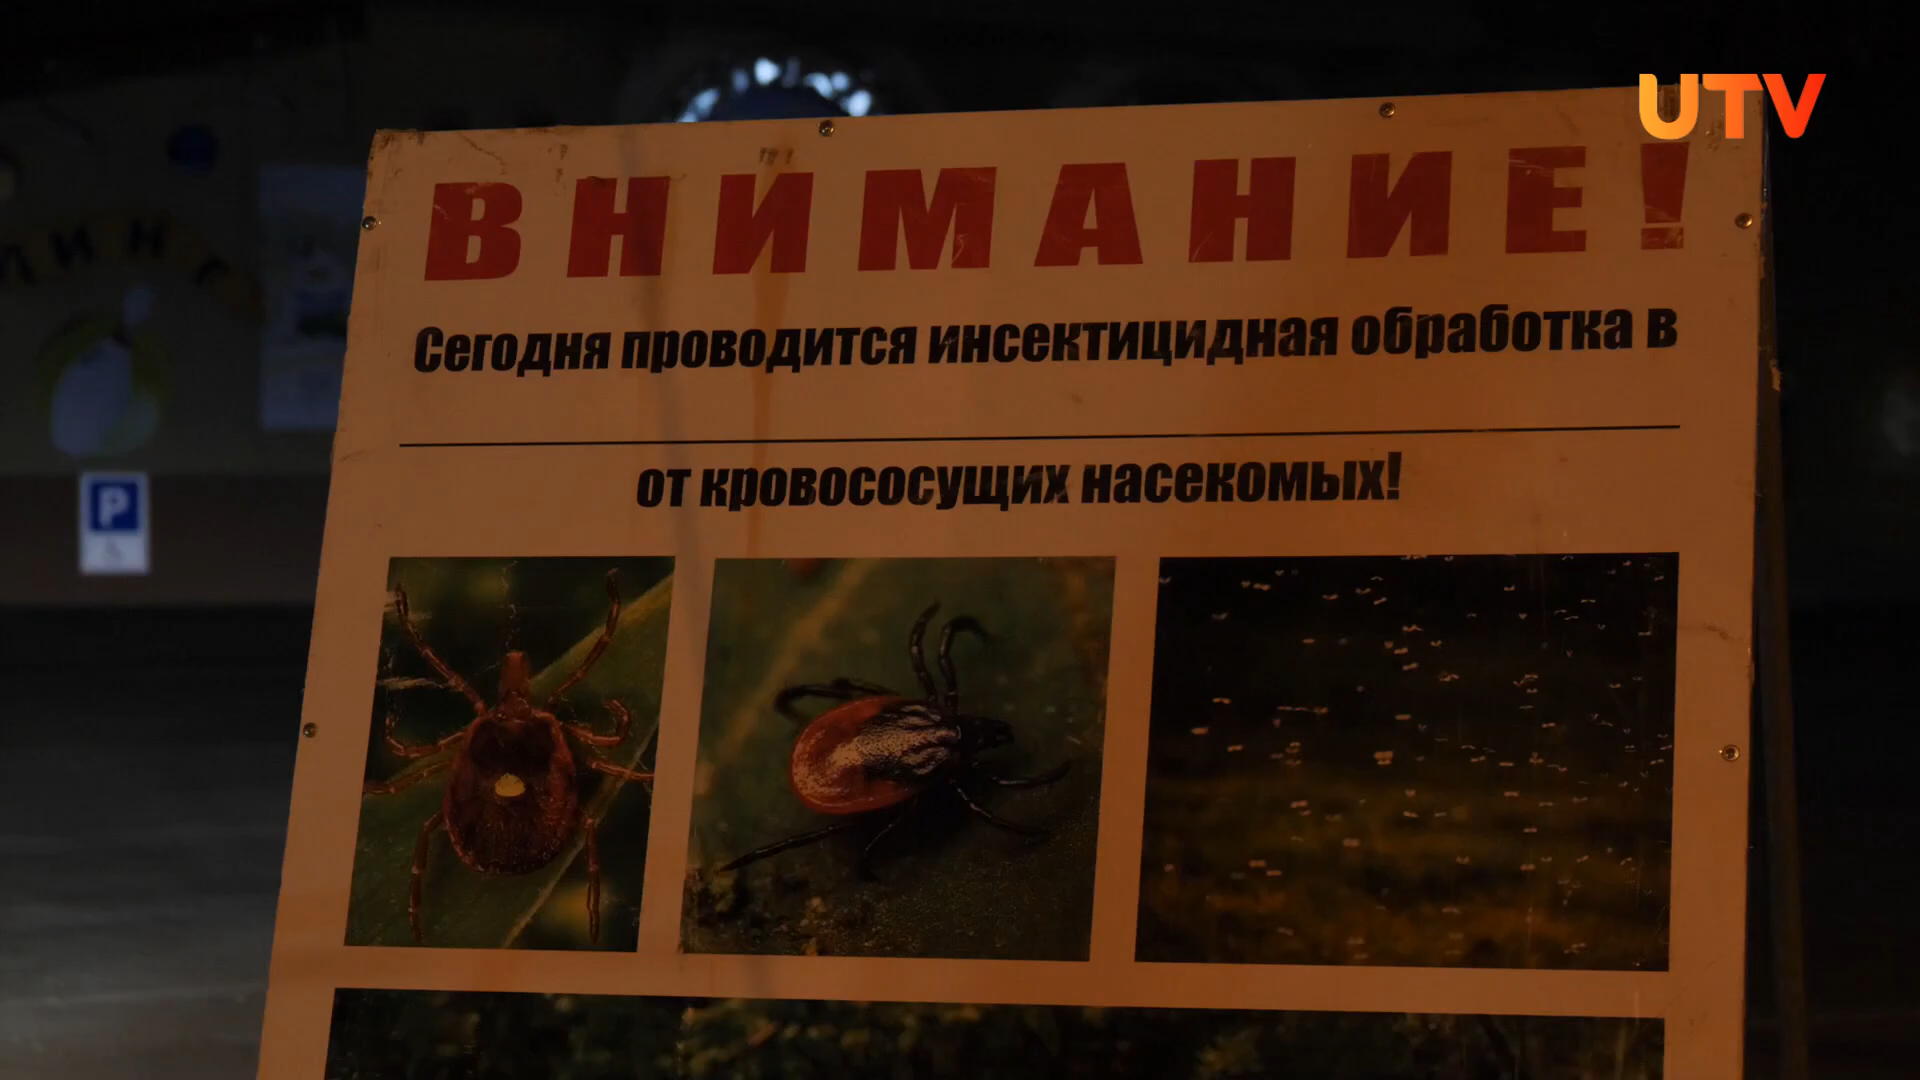 UTV
ВНИМАНИЕ!
Сегодня проводится инсектицидная обработка в
от кровососущих насекомых!
P